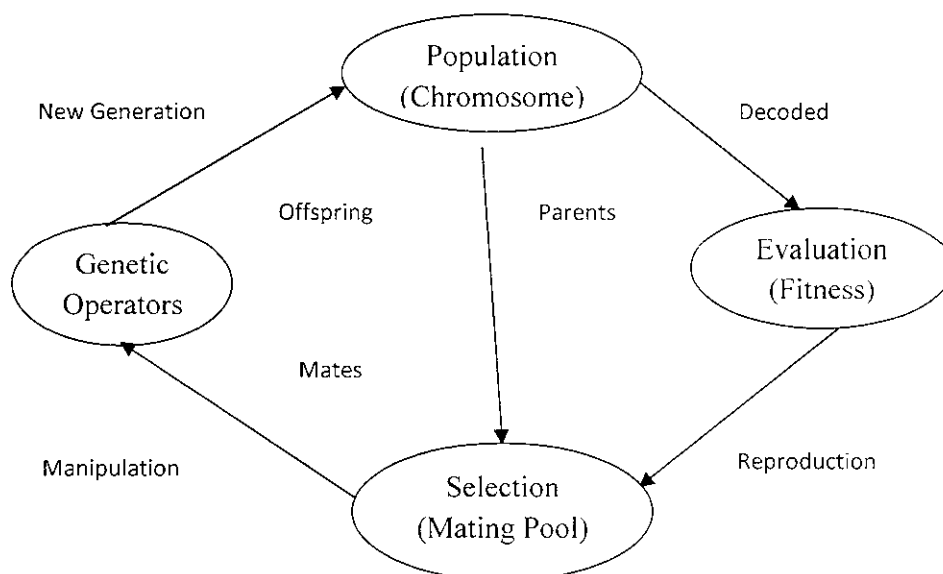 Population
(Chromosome)
New Generation
Decoded
Offspring
Parents
Genetic
Operators
Evaluation
(Fitness)
Mates
Manipulation
Selection
(Mating Pool)
Reproduction